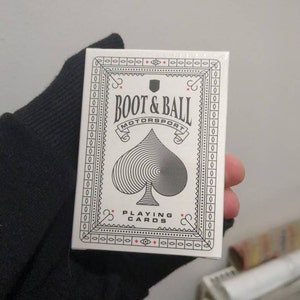 BOOT & BALL
MOTORSPORT
PLAYING
CARDS